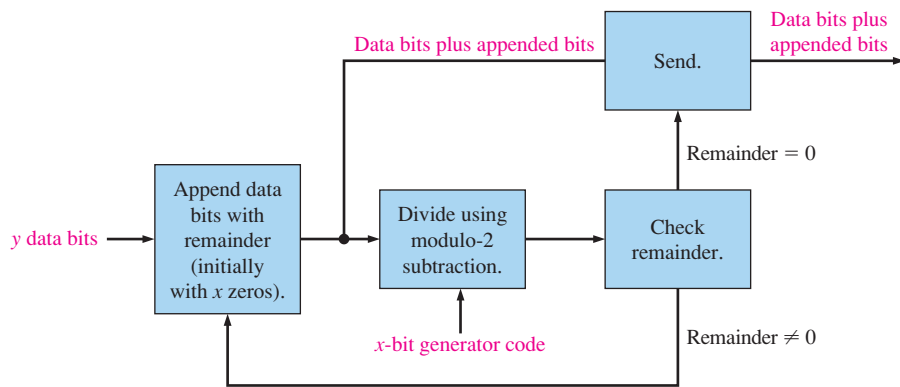 Data bits plus appended bits
Send.
Data bits plus
appended bits
Remainder = 0
y data bits
Append data
bits with
remainder
(initially
with x zeros).
Divide using
modulo-2
subtraction.
Check
remainder.
x-bit generator code
Remainder ≠ 0